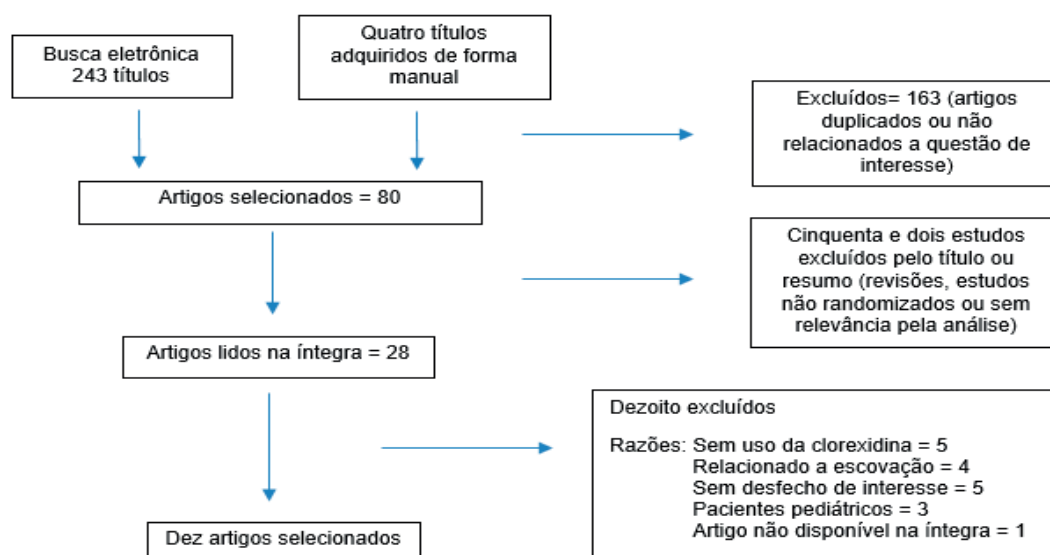 Busca eletrônica
243 títulos
Quatro títulos
adquiridos de forma
manual
Excluídos= 163 (artigos
duplicados ou não
relacionados a questão de
interesse)
Artigos selecionados = 80
Cinquenta e dois estudos
excluídos pelo título ou
resumo (revisões, estudos
não randomizados ou sem
relevância pela análise)
Artigos lidos na íntegra = 28
Dezoito excluídos
Razões: Sem uso da clorexidina = 5
Relacionado a escovação = 4
Sem desfecho de interesse = 5
Pacientes pediátricos = 3
Artigo não disponível na íntegra = 1
Dez artigos selecionados